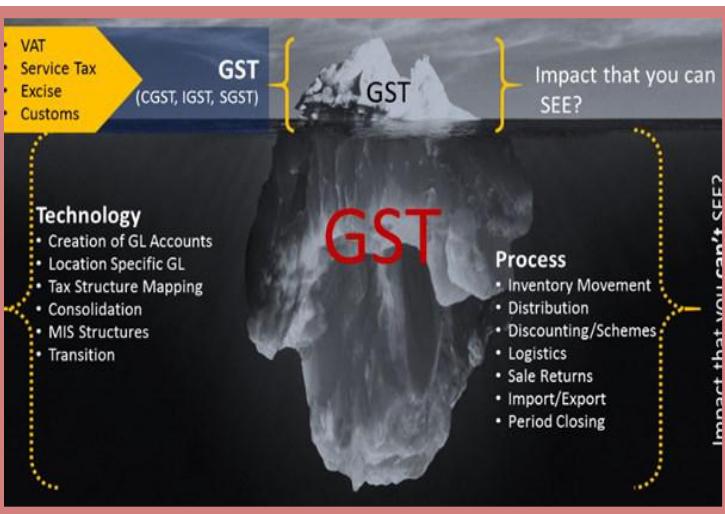 • VAT
• Service Tax
• Excise
• Customs
GST
(CGST, IGST, SGST)
GST
Impact that you can
SEE?
GST
Technology
• Creation of GL Accounts
• Location Specific GL
• Tax Structure Mapping
• Consolidation
• MIS Structures
• Transition
Process
• Inventory Movement
• Distribution
• Discounting/Schemes
• Logistics
• Sale Returns
• Import/Export
• Period Closing
Impact that you can't SEE?